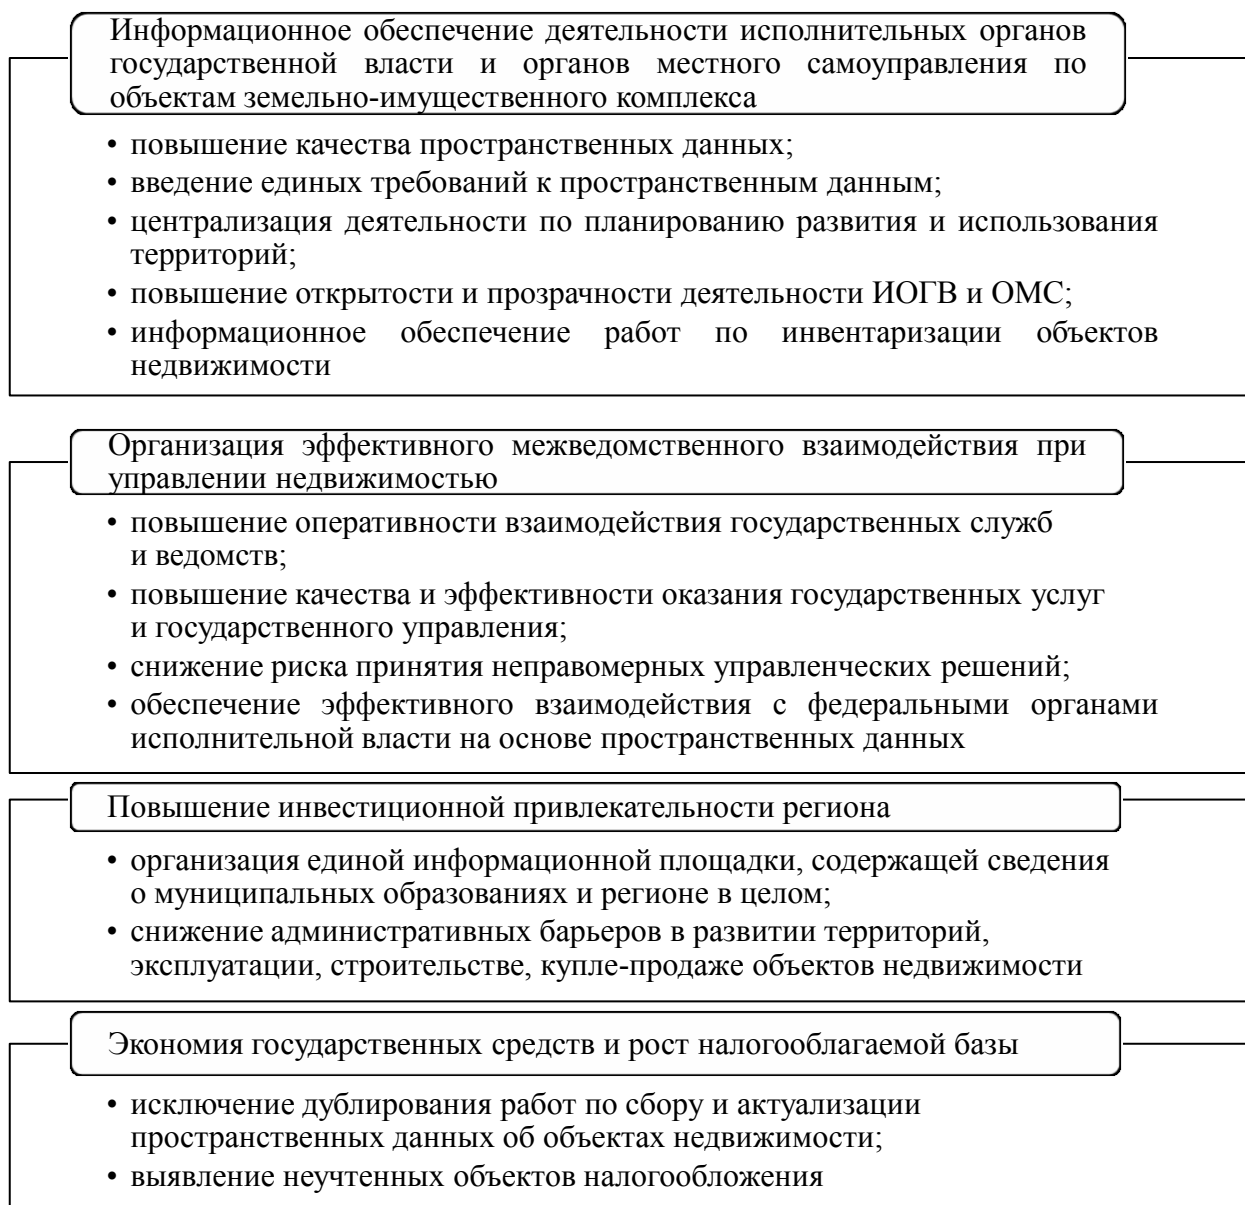 Информационное обеспечение деятельности исполнительных органов
государственной власти и органов местного самоуправления по
объектам земельно-имущественного комплекса
• повышение качества пространственных данных;
• введение единых требований к пространственным данным;
• централизация деятельности по планированию развития и использования
территорий;
• повышение открытости и прозрачности деятельности ИОГВ и ОМС;
• информационное обеспечение работ по инвентаризации объектов
недвижимости
Организация эффективного межведомственного взаимодействия при
управлении недвижимостью
• повышение оперативности взаимодействия государственных служб
и ведомств;
• повышение качества и эффективности оказания государственных услуг
и государственного управления;
• снижение риска принятия неправомерных управленческих решений;
• обеспечение эффективного взаимодействия с федеральными органами
исполнительной власти на основе пространственных данных
Повышение инвестиционной привлекательности региона
• организация единой информационной площадки, содержащей сведения
о муниципальных образованиях и регионе в целом;
• снижение административных барьеров в развитии территорий,
эксплуатации, строительстве, купле-продаже объектов недвижимости
Экономия государственных средств и рост налогооблагаемой базы
• исключение дублирования работ по сбору и актуализации
пространственных данных об объектах недвижимости;
• выявление неучтенных объектов налогообложения